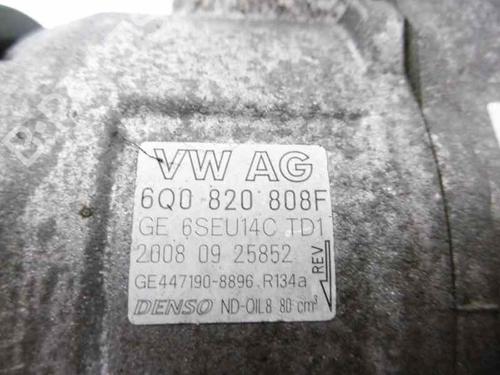 VW AG
6Q0 820 808F
GE 6SEU14C TD1
2008 09 25852
GE447190-8896 R134a
REV
DENSO ND-OIL8 80 cm³